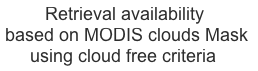 Retrieval availability
based on MODIS clouds Mask
using cloud free criteria